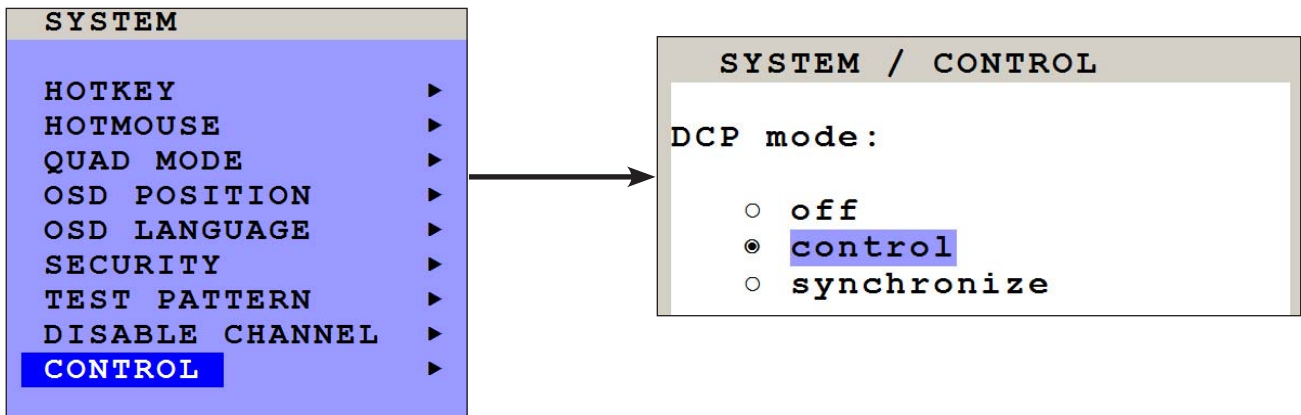 SYSTEM
HOTKEY
HOTMOUSE
QUAD MODE
OSD POSITION
OSD LANGUAGE
SECURITY
TEST PATTERN
DISABLE CHANNEL
CONTROL
SYSTEM / CONTROL
DCP mode:
off
control
synchronize